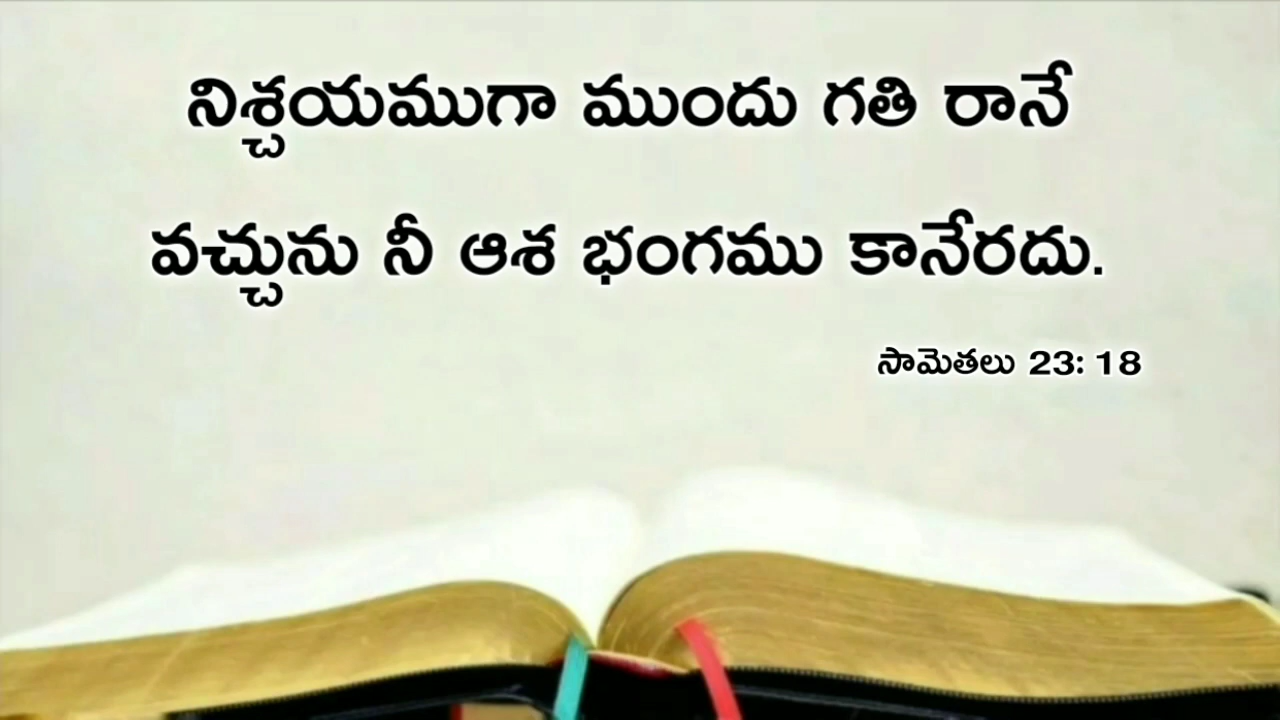 నిశ్చయముగా ముందు గతి రానే
వచ్చును నీ ఆశ భంగము కానేరదు.
సామెతలు 23: 18